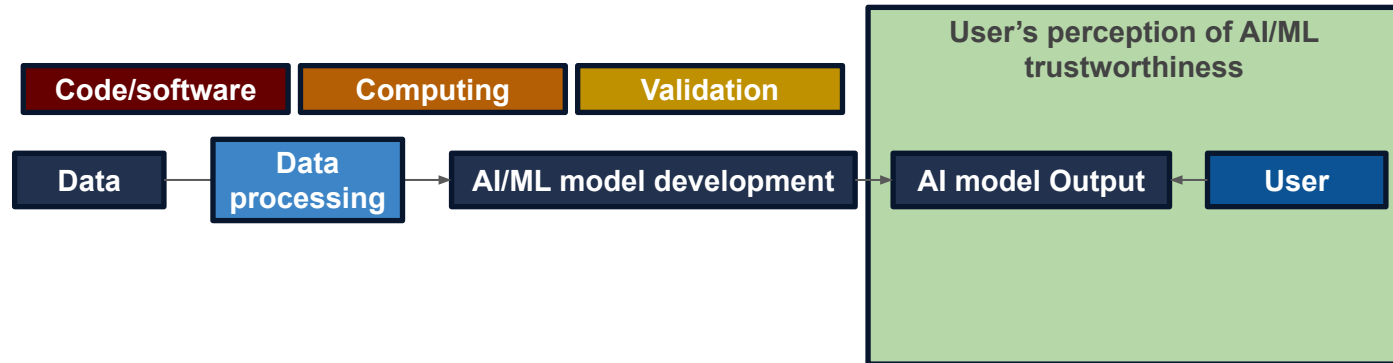 User's perception of AI/ML
trustworthiness
Code/software
Computing
Validation
Data
Data
processing
AI/ML model development
AI model Output
User